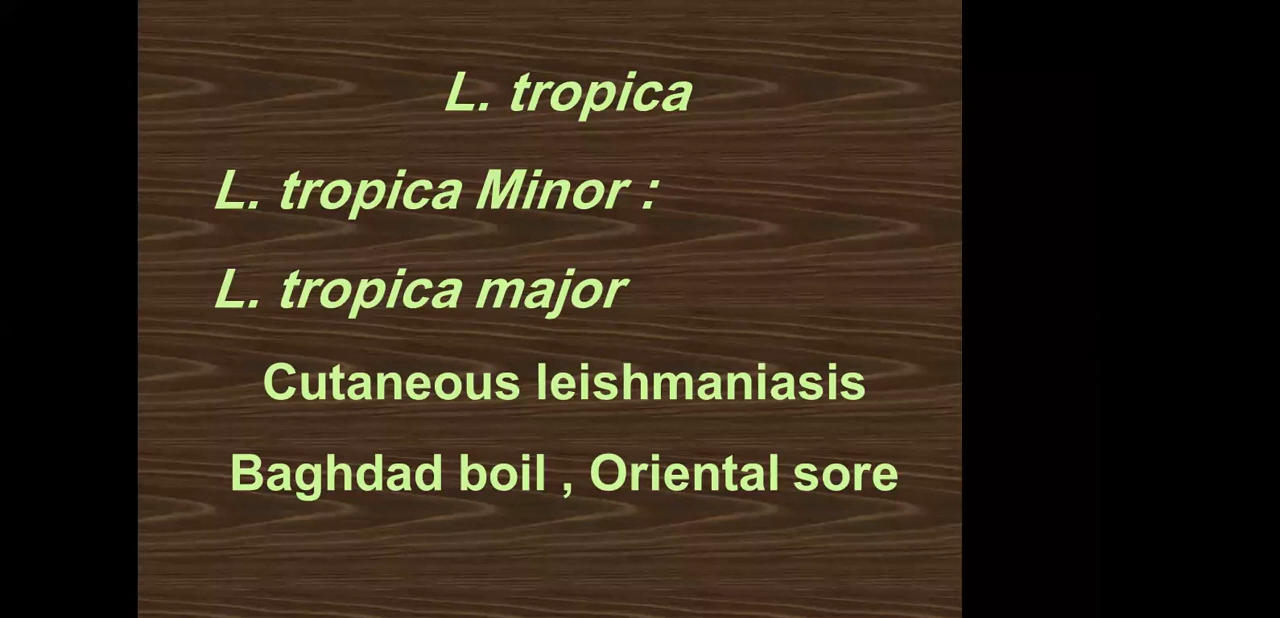 L. tropica
L. tropica Minor :
L. tropica major
Cutaneous leishmaniasis
Baghdad boil , Oriental sore